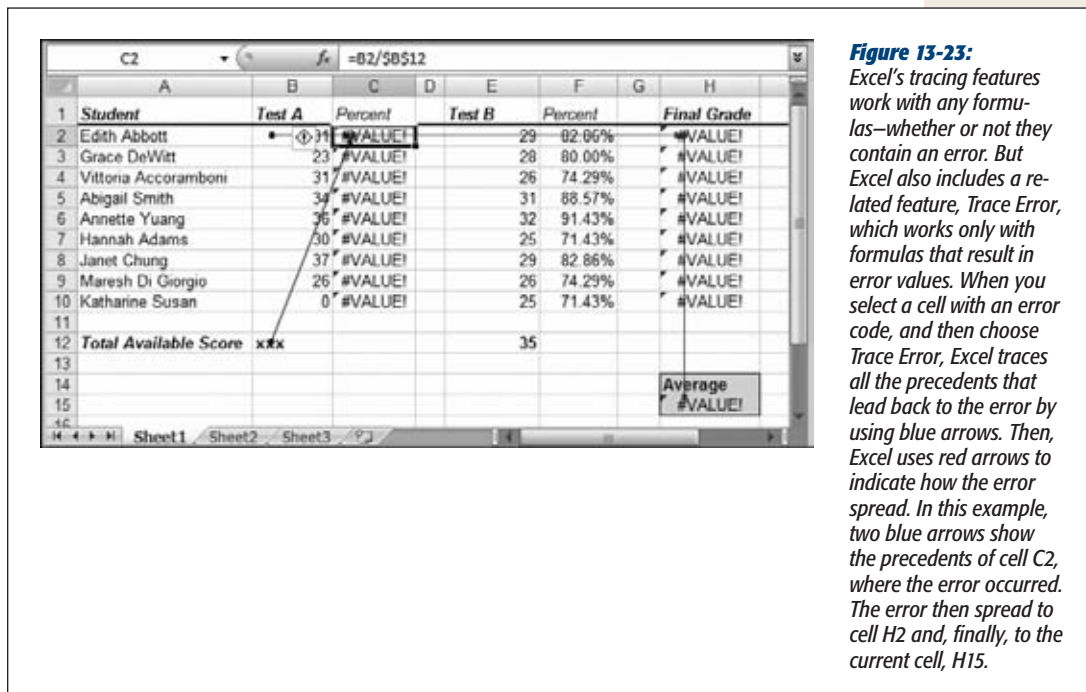 C2 fx =B2/$B$12
A B C D E F G H
1 Student Test A Percent Test B Percent Final Grade
2 Edith Abbott 31 #VALUE! 29 82.86% #VALUE!
3 Grace DeWitt 23 #VALUE! 28 80.00% #VALUE!
4 Vittoria Accoramboni 31 #VALUE! 26 74.29% #VALUE!
5 Abigail Smith 34 #VALUE! 31 88.57% #VALUE!
6 Annette Yuang 36 #VALUE! 32 91.43% #VALUE!
7 Hannah Adams 30 #VALUE! 25 71.43% #VALUE!
8 Janet Chung 37 #VALUE! 29 82.86% #VALUE!
9 Maresh Di Giorgio 26 #VALUE! 26 74.29% #VALUE!
10 Katharine Susan 0 #VALUE! 25 71.43% #VALUE!
11
12 Total Available Score xxx 35
13
14 Average
15 #VALUE!
16
Sheet1 Sheet2 Sheet3
Figure 13-23:
Excel's tracing features
work with any formu-
las—whether or not they
contain an error. But
Excel also includes a re-
lated feature, Trace Error,
which works only with
formulas that result in
error values. When you
select a cell with an error
code, and then choose
Trace Error, Excel traces
all the precedents that
lead back to the error by
using blue arrows. Then,
Excel uses red arrows to
indicate how the error
spread. In this example,
two blue arrows show
the precedents of cell C2,
where the error occurred.
The error then spread to
cell H2 and, finally, to the
current cell, H15.